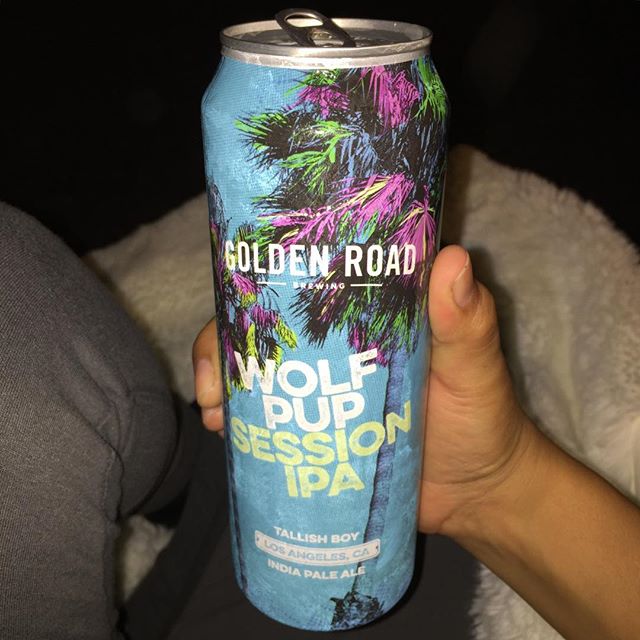 GOLDEN ROAD
BREWING
WOLF
PUP
SESSION
IPA
TALLISH BOY
LOS ANGELES, CA
INDIA PALE ALE